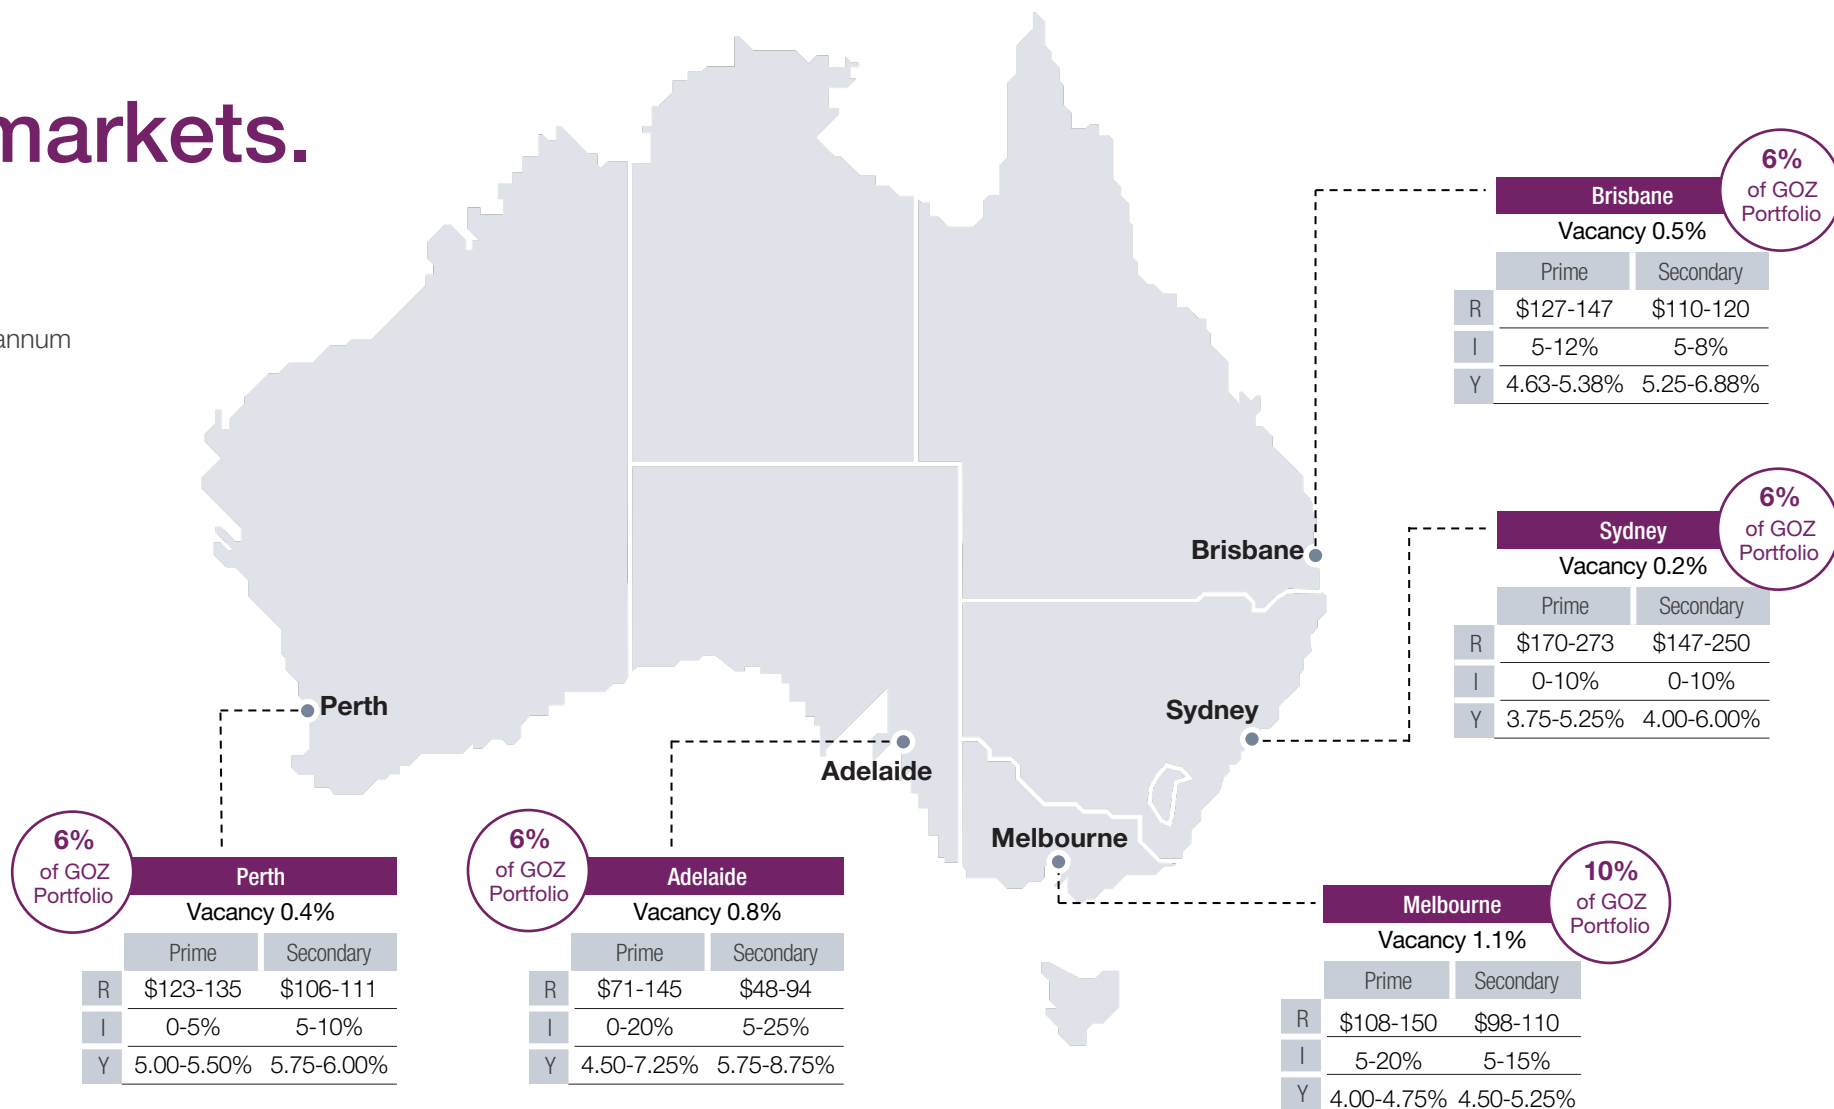 markets.
annum
Brisbane
6%
of GOZ
Portfolio
Vacancy 0.5%
Prime Secondary
R $127-147 $110-120
I 5-12% 5-8%
Y 4.63-5.38% 5.25-6.88%
Sydney
6%
of GOZ
Portfolio
Vacancy 0.2%
Prime Secondary
R $170-273 $147-250
I 0-10% 0-10%
Y 3.75-5.25% 4.00-6.00%
Brisbane
Perth
Sydney
Adelaide
Melbourne
6%
of GOZ
Portfolio
Perth
Vacancy 0.4%
Prime Secondary
R $123-135 $106-111
I 0-5% 5-10%
Y 5.00-5.50% 5.75-6.00%
6%
of GOZ
Portfolio
Adelaide
Vacancy 0.8%
Prime Secondary
R $71-145 $48-94
I 0-20% 5-25%
Y 4.50-7.25% 5.75-8.75%
Melbourne
10%
of GOZ
Portfolio
Vacancy 1.1%
Prime Secondary
R $108-150 $98-110
I 5-20% 5-15%
Y 4.00-4.75% 4.50-5.25%